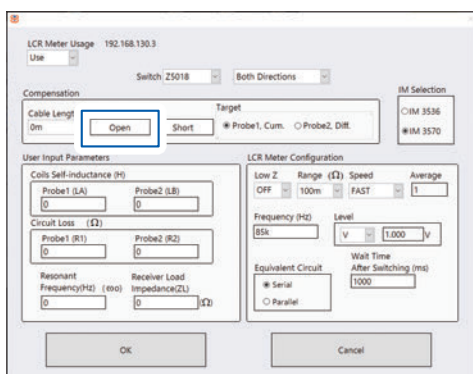 LCR Meter Usage 192.168.130.3
Use
Switch Z5018 Both Directions
Compensation
Cable Lengt
0m
Open
Short
Target
Probe1, Cum. Probe2, Diff.
IM Selection
IM 3536
IM 3570
User Input Parameters
Coils Self-inductance (H)
Probe1 (LA) Probe2 (LB)
0 0
Circuit Loss (Ω)
Probe1 (R1) Probe2 (R2)
0 0
Resonant Receiver Load
Frequency(Hz) (ω0) Impedance(ZL)
0 0 (Ω)
LCR Meter Configuration
Low Z Range (Ω) Speed Average
OFF 100m FAST 1
Frequency (Hz) Level
85k V 1.000 V
Wait Time
After Switching (ms)
1000
Equivalent Circuit
Serial
Parallel
OK Cancel